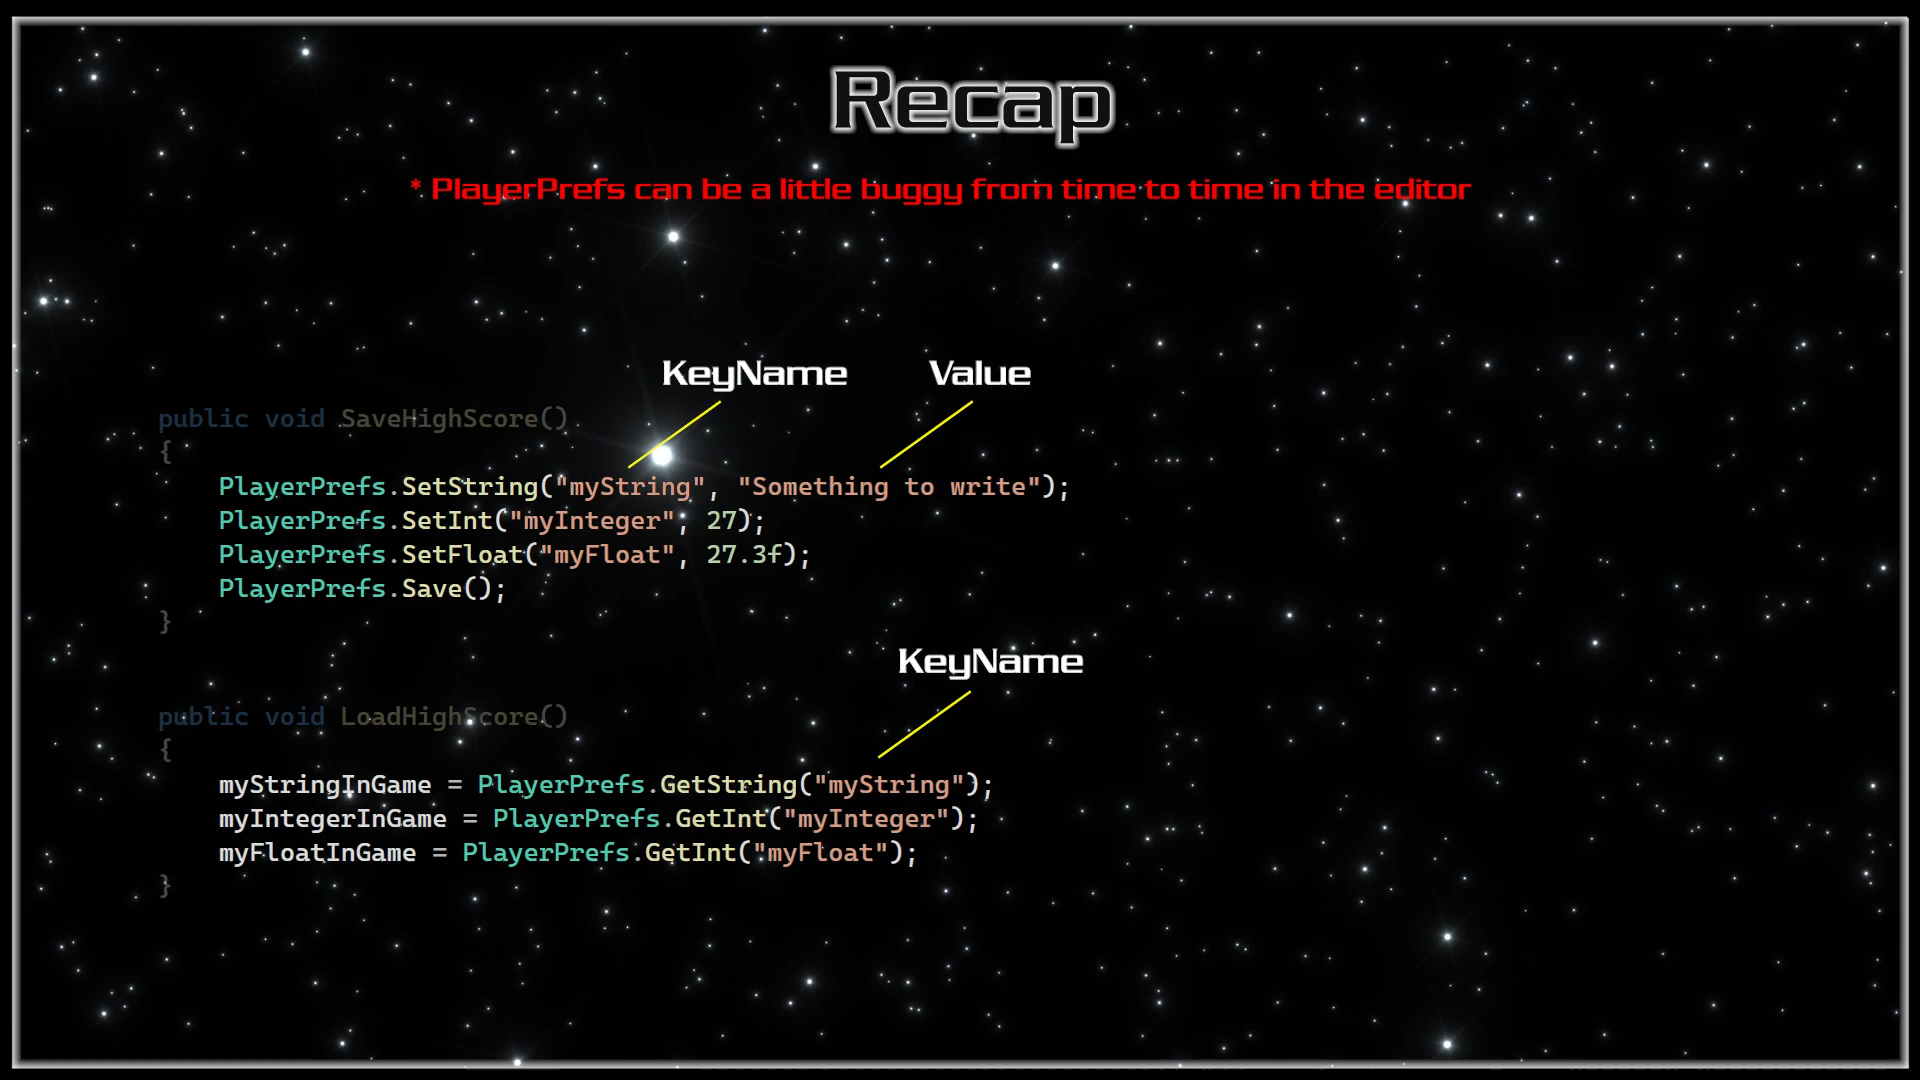 Recap
* PlayerPrefs can be a little buggy from time to time in the editor
KeyName Value
public void SaveHighScore()
{
PlayerPrefs.SetString("myString", "Something to write");
PlayerPrefs.SetInt("myInteger", 27);
PlayerPrefs.SetFloat("myFloat", 27.3f);
PlayerPrefs.Save();
}
KeyName
public void LoadHighScore()
{
myStringInGame = PlayerPrefs.GetString("myString");
myIntegerInGame = PlayerPrefs.GetInt("myInteger");
myFloatInGame = PlayerPrefs.GetInt("myFloat");
}